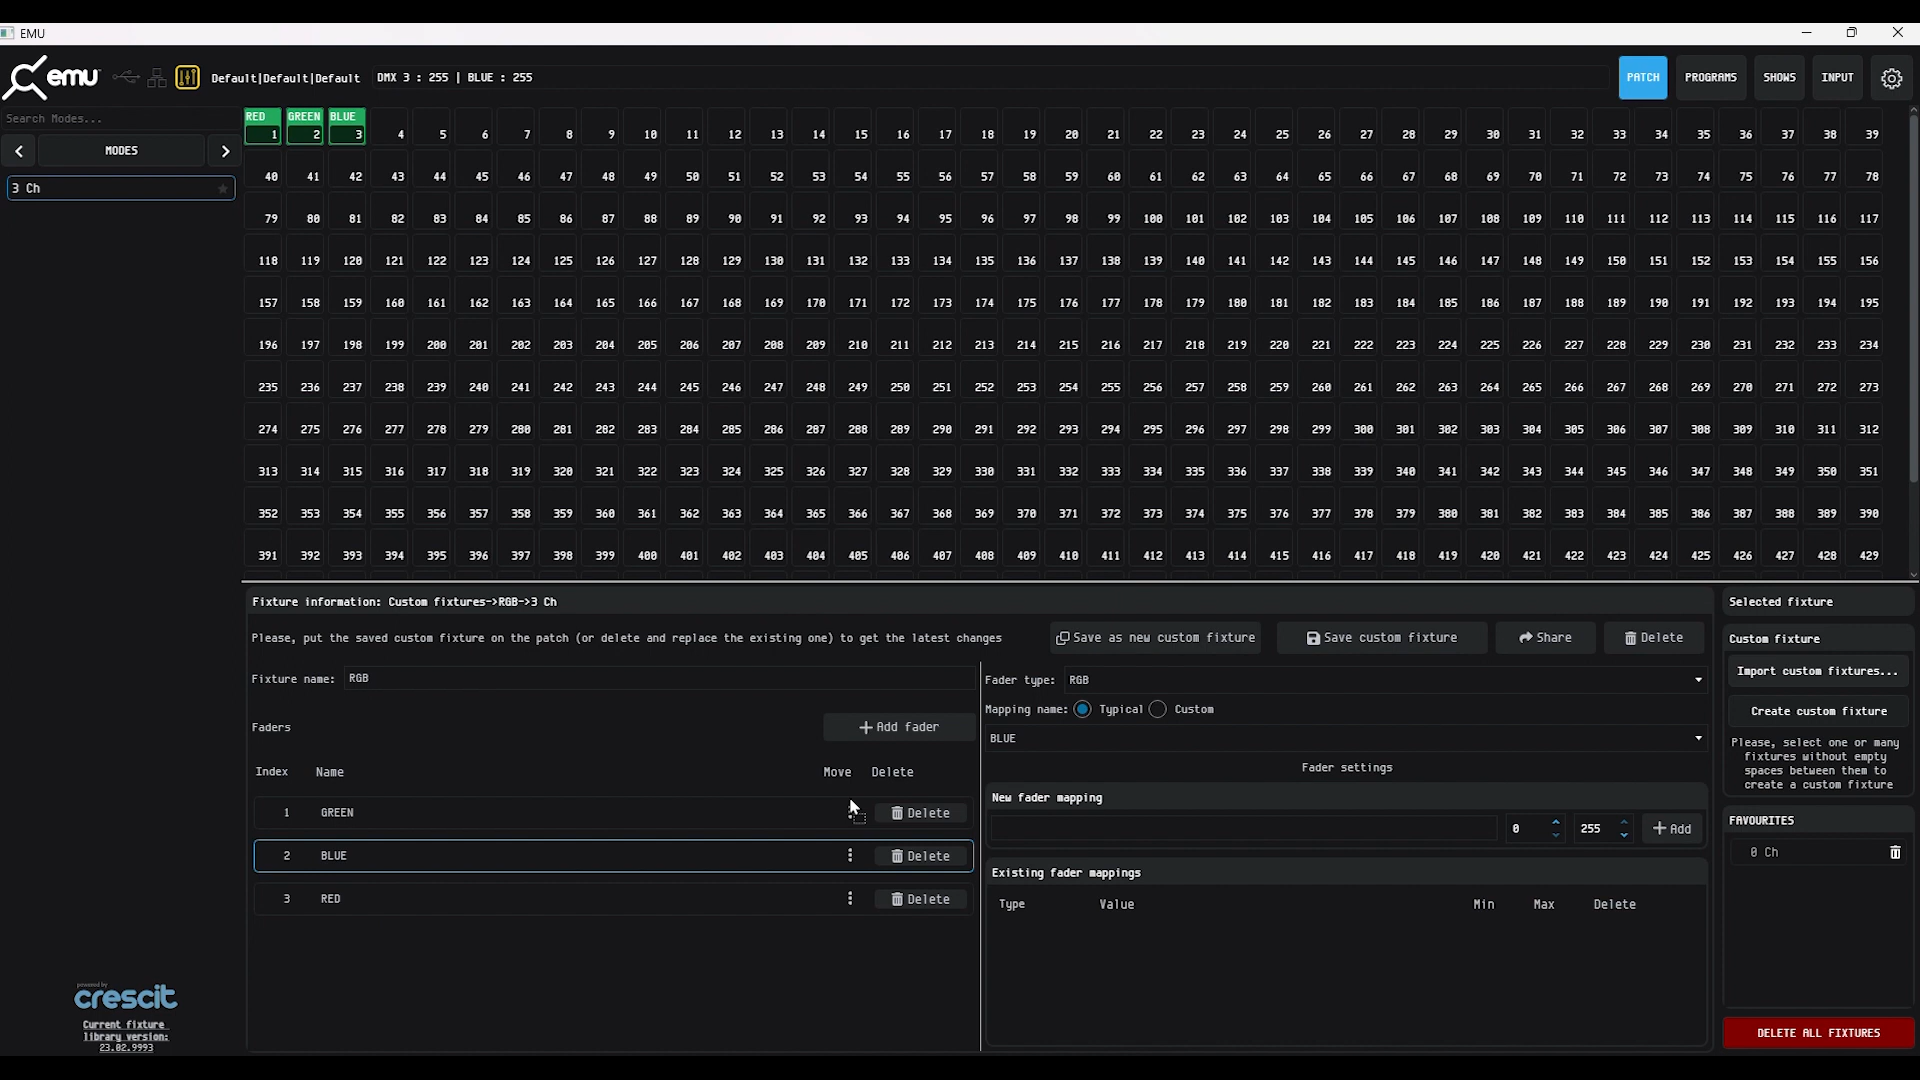 EMU
emu Default|Default|Default DMX 3 : 255 | BLUE : 255 PATCH PROGRAMS SHOWS INPUT
Search Modes...
MODES
3 Ch
RED GREEN BLUE
1 2 3 4 5 6 7 8 9 10 11 12 13 14 15 16 17 18 19 20 21 22 23 24 25 26 27 28 29 30 31 32 33 34 35 36 37 38 39
40 41 42 43 44 45 46 47 48 49 50 51 52 53 54 55 56 57 58 59 60 61 62 63 64 65 66 67 68 69 70 71 72 73 74 75 76 77 78
79 80 81 82 83 84 85 86 87 88 89 90 91 92 93 94 95 96 97 98 99 100 101 102 103 104 105 106 107 108 109 110 111 112 113 114 115 116 117
118 119 120 121 122 123 124 125 126 127 128 129 130 131 132 133 134 135 136 137 138 139 140 141 142 143 144 145 146 147 148 149 150 151 152 153 154 155 156
157 158 159 160 161 162 163 164 165 166 167 168 169 170 171 172 173 174 175 176 177 178 179 180 181 182 183 184 185 186 187 188 189 190 191 192 193 194 195
196 197 198 199 200 201 202 203 204 205 206 207 208 209 210 211 212 213 214 215 216 217 218 219 220 221 222 223 224 225 226 227 228 229 230 231 232 233 234
235 236 237 238 239 240 241 242 243 244 245 246 247 248 249 250 251 252 253 254 255 256 257 258 259 260 261 262 263 264 265 266 267 268 269 270 271 272 273
274 275 276 277 278 279 280 281 282 283 284 285 286 287 288 289 290 291 292 293 294 295 296 297 298 299 300 301 302 303 304 305 306 307 308 309 310 311 312
313 314 315 316 317 318 319 320 321 322 323 324 325 326 327 328 329 330 331 332 333 334 335 336 337 338 339 340 341 342 343 344 345 346 347 348 349 350 351
352 353 354 355 356 357 358 359 360 361 362 363 364 365 366 367 368 369 370 371 372 373 374 375 376 377 378 379 380 381 382 383 384 385 386 387 388 389 390
391 392 393 394 395 396 397 398 399 400 401 402 403 404 405 406 407 408 409 410 411 412 413 414 415 416 417 418 419 420 421 422 423 424 425 426 427 428 429
Fixture information: Custom fixtures->RGB->3 Ch
Please, put the saved custom fixture on the patch (or delete and replace the existing one) to get the latest changes
Save as new custom fixture Save custom fixture Share Delete
Fixture name: RGB
Faders + Add fader
Index Name Move Delete
1 GREEN Delete
2 BLUE Delete
3 RED Delete
Fader type: RGB
Mapping name: Typical Custom
BLUE
Fader settings
New fader mapping
0 255 + Add
Existing fader mappings
Type Value Min Max Delete
Selected fixture
Custom fixture
Import custom fixtures...
Create custom fixture
Please, select one or many
fixtures without empty
spaces between them to
create a custom fixture
FAVOURITES
0 Ch
DELETE ALL FIXTURES
powered by
crescit
Current fixture
library version:
23.02.9993